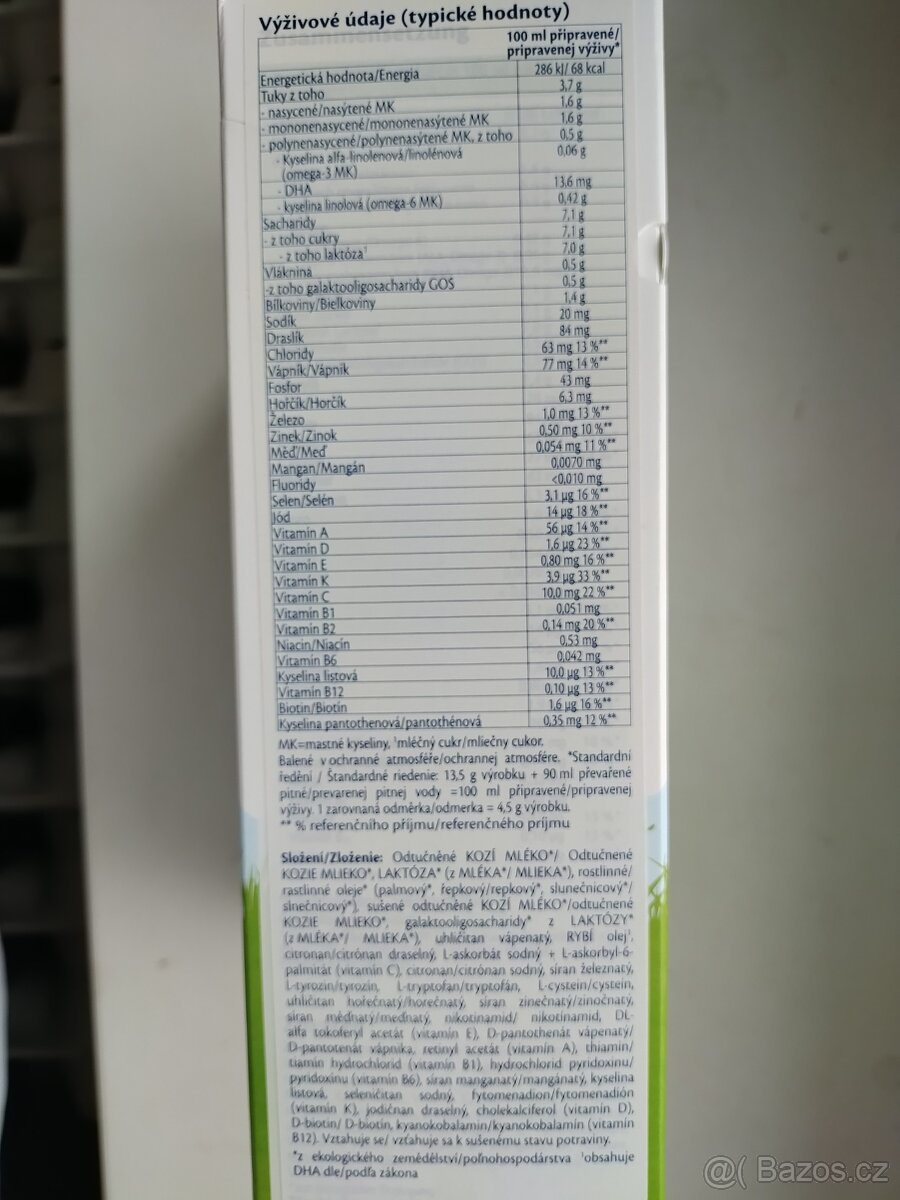 Výživové údaje (typické hodnoty)
100 ml připravené/
pripravenej výživy*
Energetická hodnota/Energia 286 kJ/ 68 kcal
Tuky z toho 3,7 g
- nasycené/nasýtené MK 1,6 g
- mononenasycené/mononenasýtené MK 1,6 g
- polynenasycené/polynenasýtené MK, z toho 0,5 g
- Kyselina alfa-linolenová/linolénová 0,06 g
(omega-3 MK)
- DHA 13,6 mg
- kyselina linolová (omega-6 MK) 0,42 g
Sacharidy 7,1 g
- z toho cukry 7,1 g
- z toho laktóza¹ 7,0 g
Vláknina 0,5 g
-z toho galaktooligosacharidy GOS 0,5 g
Bílkoviny/Bielkoviny 1,4 g
Sodík 20 mg
Draslík 84 mg
Chloridy 63 mg 13 %**
Vápník/Vápnik 77 mg 14 %**
Fosfor 43 mg
Hořčík/Horčík 6,3 mg
Železo 1,0 mg 13 %**
Zinek/Zinok 0,50 mg 10 %**
Měď/Meď 0,054 mg 11 %**
Mangan/Mangán 0,0070 mg
Fluoridy <0,010 mg
Selen/Selén 3,1 µg 16 %**
Jód 14 µg 18 %**
Vitamín A 56 µg 14 %**
Vitamín D 1,6 µg 23 %**
Vitamín E 0,80 mg 16 %**
Vitamín K 3,9 µg 33 %**
Vitamín C 10,0 mg 22 %**
Vitamín B1 0,051 mg
Vitamín B2 0,14 mg 20 %**
Niacin/Niacín 0,53 mg
Vitamín B6 0,042 mg
Kyselina listová 10,0 µg 13 %**
Vitamín B12 0,10 µg 13 %**
Biotin/Biotín 1,6 µg 16 %**
Kyselina pantothenová/pantothénová 0,35 mg 12 %**
MK=mastné kyseliny, ¹mléčný cukr/mliečny cukor.
Balené v ochranné atmosféře/ochrannej atmosfére. *Standardní
ředění / Štandardné riedenie: 13,5 g výrobku + 90 ml převařené
pitné/prevarenej pitnej vody =100 ml připravené/pripravenej
výživy. 1 zarovnaná odměrka/odmerka = 4,5 g výrobku.
** % referenčního příjmu/referenčného príjmu
Složení/Zloženie: Odtučněné KOZÍ MLÉKO*/ Odtučnené
KOZIE MLIEKO*, LAKTÓZA* (z MLÉKA*/ MLIEKA*), rostlinné/
rastlinné oleje* (palmový*, řepkový/repkový*, slunečnicový*/
slnečnicový*), sušené odtučněné KOZÍ MLÉKO*/odtučnené
KOZIE MLIEKO*, galaktooligosacharidy* z LAKTÓZY*
(z MLÉKA*/ MLIEKA*), uhličitan vápenatý, RYBÍ olej¹,
citronan/citrónan draselný, L-askorbát sodný + L-askorbyl-6-
palmitát (vitamín C), citronan/citrónan sodný, síran železnatý,
L-tyrozin/tyrozín, L-tryptofan/tryptofán, L-cystein/cysteín,
uhličitan hořečnatý/horečnatý, síran zinečnatý/zinočnatý,
síran měďnatý/meďnatý, nikotinamid/ nikotínamid, DL-
alfa tokoferyl acetát (vitamín E), D-pantothenát vápenatý/
D-pantotenát vápnika, retinyl acetát (vitamín A), thiamin/
tiamín hydrochlorid (vitamín B1), hydrochlorid pyridoxinu/
pyridoxínu (vitamín B6), síran manganatý/mangánatý, kyselina
listová, seleničitan sodný, fytomenadion/fytomenadión
(vitamín K), jodičnan draselný, cholekalciferol (vitamín D),
D-biotin/ D-biotín, kyanokobalamin/kyanokobalamín (vitamín
B12). Vztahuje se/ vzťahuje sa k sušenému stavu potraviny.
*z ekologického zemědělství/poľnohospodárstva ¹obsahuje
DHA dle/podľa zákona
@( Bazos.cz